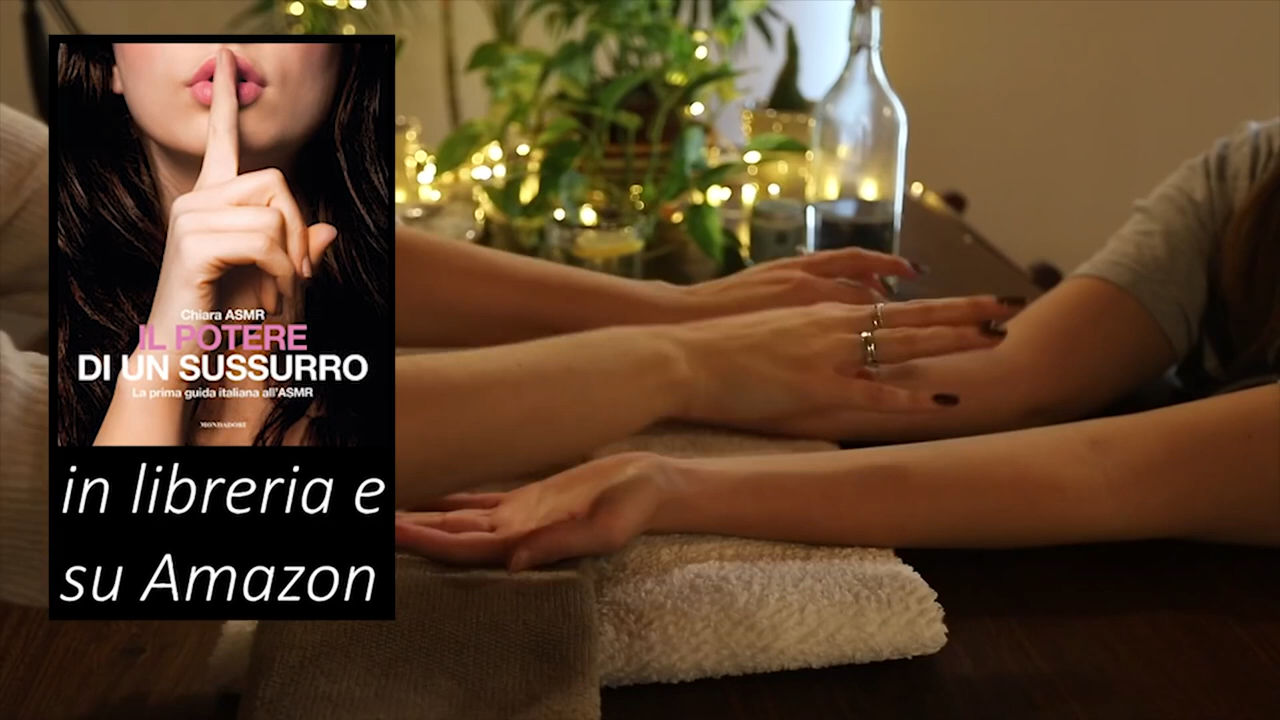 Chiara ASMR
IL POTERE
DI UN SUSSURRO
La prima guida italiana all'ASMR
MONDADORI
in libreria e
su Amazon